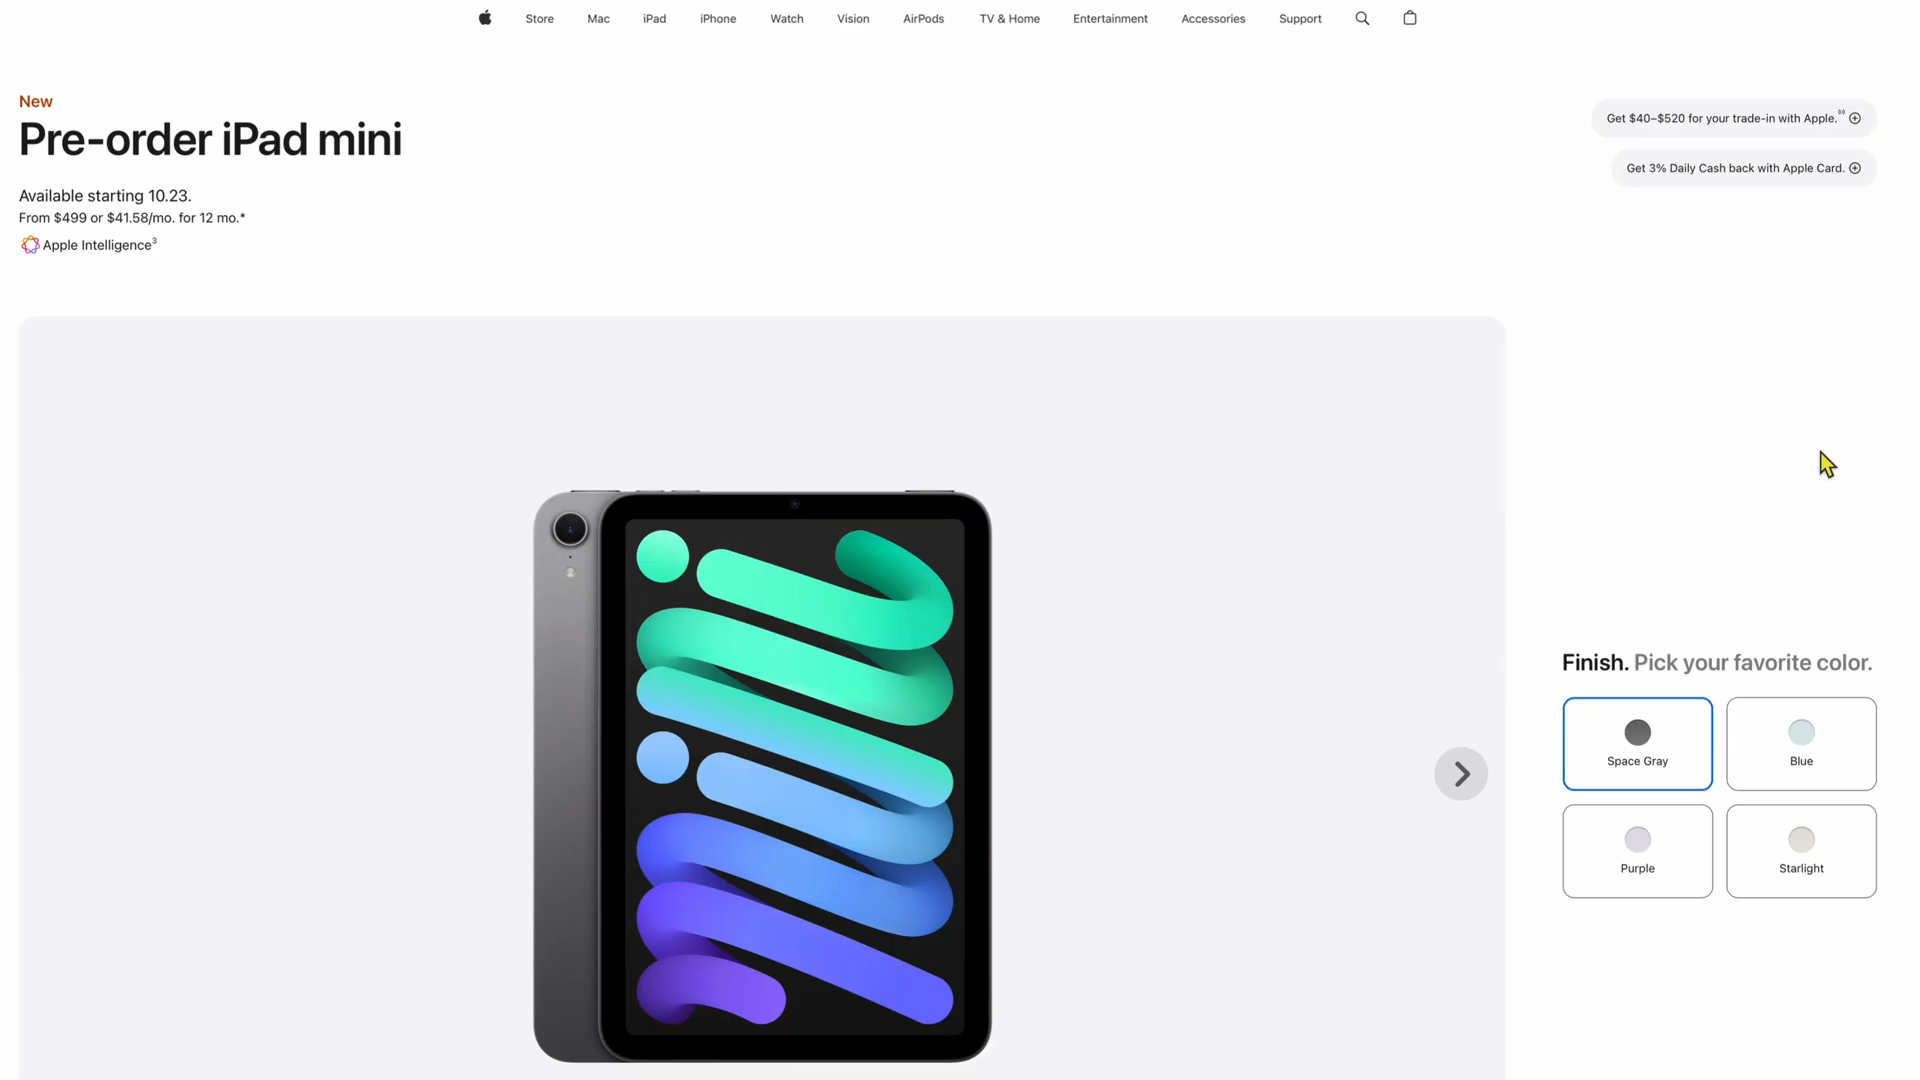 Store Mac iPad iPhone Watch Vision AirPods TV & Home Entertainment Accessories Support
New
Pre-order iPad mini
Available starting 10.23.
From $499 or $41.58/mo. for 12 mo.*
Apple Intelligence³
Get $40–$520 for your trade-in with Apple.◊◊
Get 3% Daily Cash back with Apple Card.
Finish. Pick your favorite color.
Space Gray
Blue
Purple
Starlight